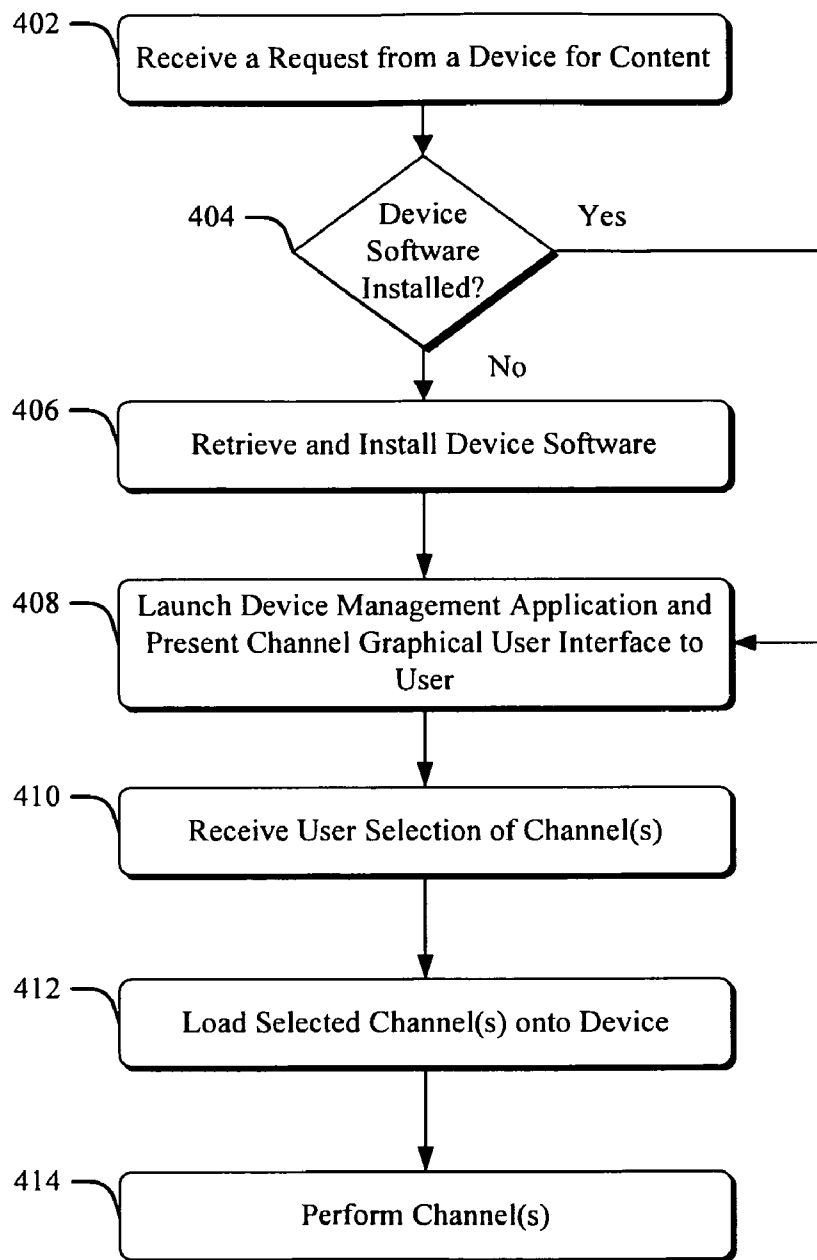 402
Receive a Request from a Device for Content
404
Device
Software
Installed?
Yes
No
406
Retrieve and Install Device Software
408
Launch Device Management Application and
Present Channel Graphical User Interface to
User
410
Receive User Selection of Channel(s)
412
Load Selected Channel(s) onto Device
414
Perform Channel(s)